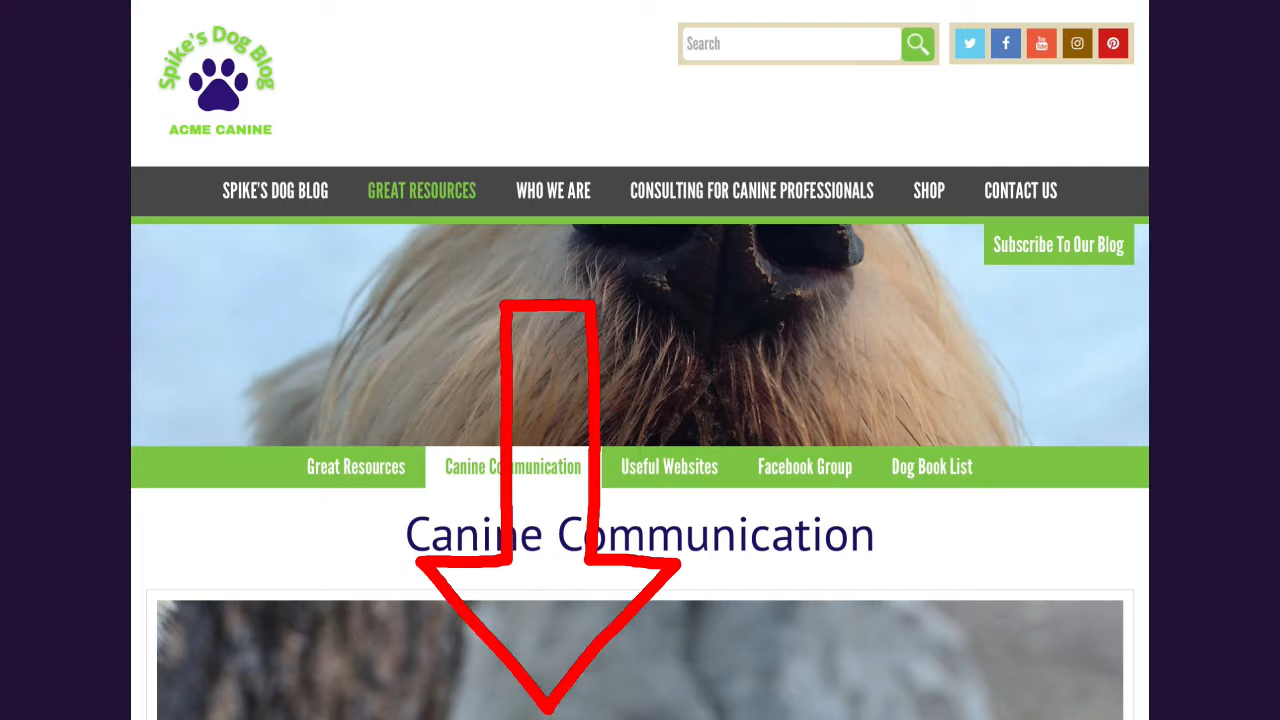 Spike's Dog Blog
ACME CANINE
Search
You
Tube
SPIKE'S DOG BLOG GREAT RESOURCES WHO WE ARE CONSULTING FOR CANINE PROFESSIONALS SHOP CONTACT US
Subscribe To Our Blog
Great Resources Canine Communication Useful Websites Facebook Group Dog Book List
Canine Communication